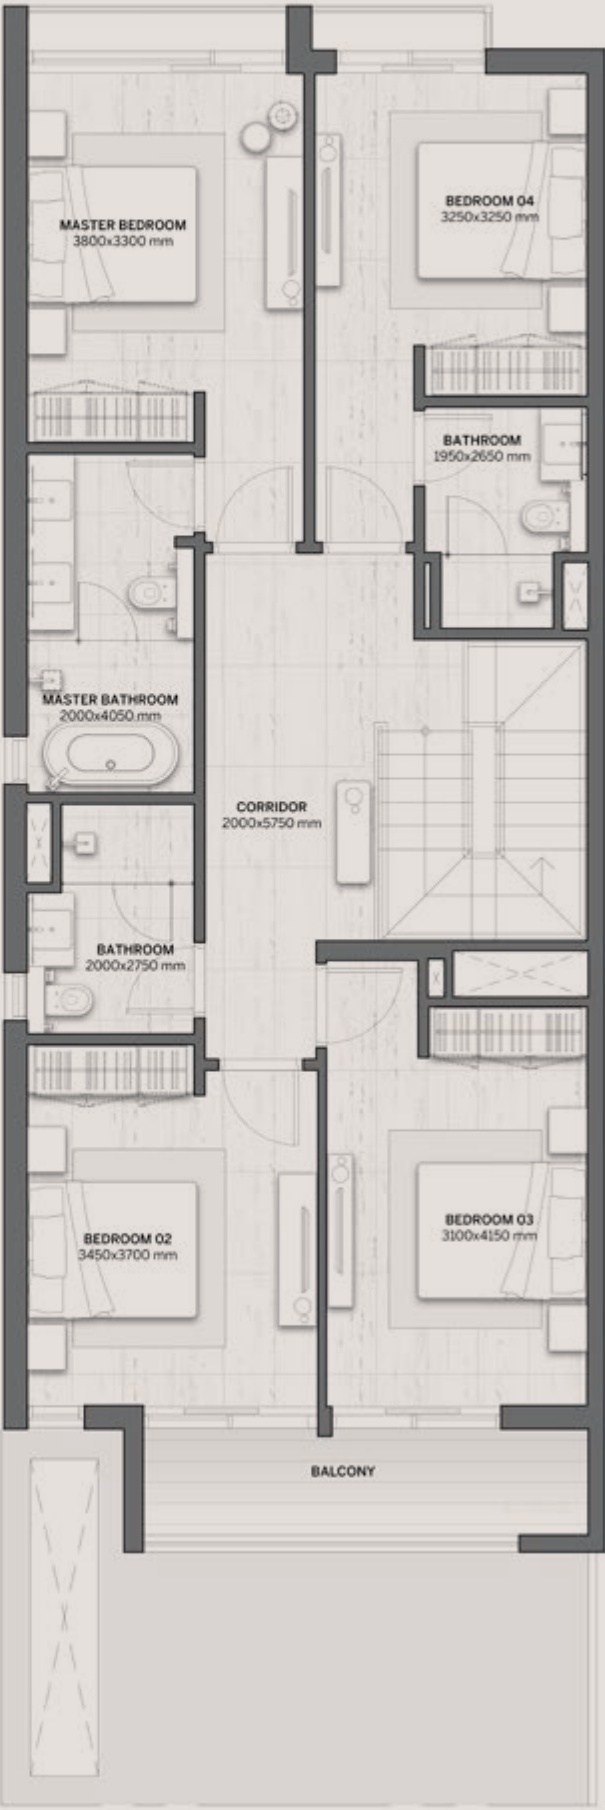 MASTER BEDROOM
3800x3300 mm
BEDROOM 04
3250x3250 mm
BATHROOM
1950x2650 mm
MASTER BATHROOM
2000x4050 mm
CORRIDOR
2000x5750 mm
BATHROOM
2000x2750 mm
BEDROOM 02
3450x3700 mm
BEDROOM 03
3100x4150 mm
BALCONY